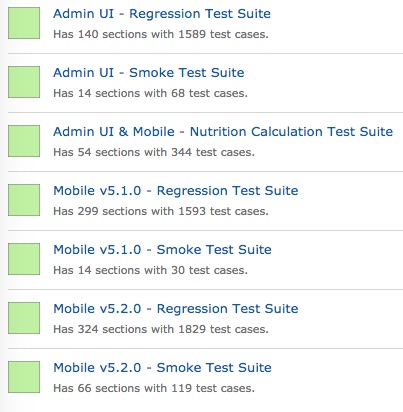 Admin UI - Regression Test Suite
Has 140 sections with 1589 test cases.
Admin UI - Smoke Test Suite
Has 14 sections with 68 test cases.
Admin UI & Mobile - Nutrition Calculation Test Suite
Has 54 sections with 344 test cases.
Mobile v5.1.0 - Regression Test Suite
Has 299 sections with 1593 test cases.
Mobile v5.1.0 - Smoke Test Suite
Has 14 sections with 30 test cases.
Mobile v5.2.0 - Regression Test Suite
Has 324 sections with 1829 test cases.
Mobile v5.2.0 - Smoke Test Suite
Has 66 sections with 119 test cases.